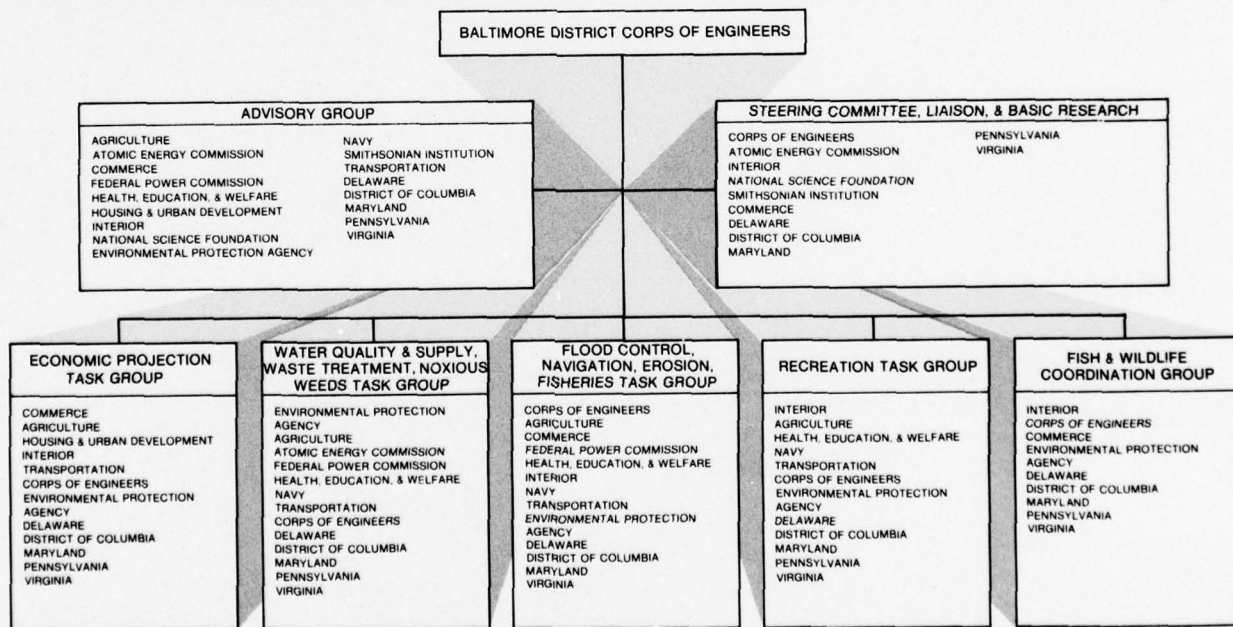 BALTIMORE DISTRICT CORPS OF ENGINEERS
ADVISORY GROUP
AGRICULTURE
ATOMIC ENERGY COMMISSION
COMMERCE
FEDERAL POWER COMMISSION
HEALTH, EDUCATION, & WELFARE
HOUSING & URBAN DEVELOPMENT
INTERIOR
NATIONAL SCIENCE FOUNDATION
ENVIRONMENTAL PROTECTION AGENCY
NAVY
SMITHSONIAN INSTITUTION
TRANSPORTATION
DELAWARE
DISTRICT OF COLUMBIA
MARYLAND
PENNSYLVANIA
VIRGINIA
STEERING COMMITTEE, LIAISON, & BASIC RESEARCH
CORPS OF ENGINEERS
ATOMIC ENERGY COMMISSION
INTERIOR
NATIONAL SCIENCE FOUNDATION
SMITHSONIAN INSTITUTION
COMMERCE
DELAWARE
DISTRICT OF COLUMBIA
MARYLAND
PENNSYLVANIA
VIRGINIA
ECONOMIC PROJECTION
TASK GROUP
COMMERCE
AGRICULTURE
HOUSING & URBAN DEVELOPMENT
INTERIOR
TRANSPORTATION
CORPS OF ENGINEERS
ENVIRONMENTAL PROTECTION
AGENCY
DELAWARE
DISTRICT OF COLUMBIA
MARYLAND
PENNSYLVANIA
VIRGINIA
WATER QUALITY & SUPPLY,
WASTE TREATMENT, NOXIOUS
WEEDS TASK GROUP
ENVIRONMENTAL PROTECTION
AGENCY
AGRICULTURE
ATOMIC ENERGY COMMISSION
FEDERAL POWER COMMISSION
HEALTH, EDUCATION, & WELFARE
NAVY
TRANSPORTATION
CORPS OF ENGINEERS
DELAWARE
DISTRICT OF COLUMBIA
MARYLAND
PENNSYLVANIA
VIRGINIA
FLOOD CONTROL,
NAVIGATION, EROSION,
FISHERIES TASK GROUP
CORPS OF ENGINEERS
AGRICULTURE
COMMERCE
FEDERAL POWER COMMISSION
HEALTH, EDUCATION, & WELFARE
INTERIOR
NAVY
TRANSPORTATION
ENVIRONMENTAL PROTECTION
AGENCY
DELAWARE
DISTRICT OF COLUMBIA
MARYLAND
VIRGINIA
RECREATION TASK GROUP
INTERIOR
AGRICULTURE
HEALTH, EDUCATION, & WELFARE
NAVY
TRANSPORTATION
CORPS OF ENGINEERS
ENVIRONMENTAL PROTECTION
AGENCY
DELAWARE
DISTRICT OF COLUMBIA
MARYLAND
PENNSYLVANIA
VIRGINIA
FISH & WILDLIFE
COORDINATION GROUP
INTERIOR
CORPS OF ENGINEERS
COMMERCE
ENVIRONMENTAL PROTECTION
AGENCY
DELAWARE
DISTRICT OF COLUMBIA
MARYLAND
PENNSYLVANIA
VIRGINIA